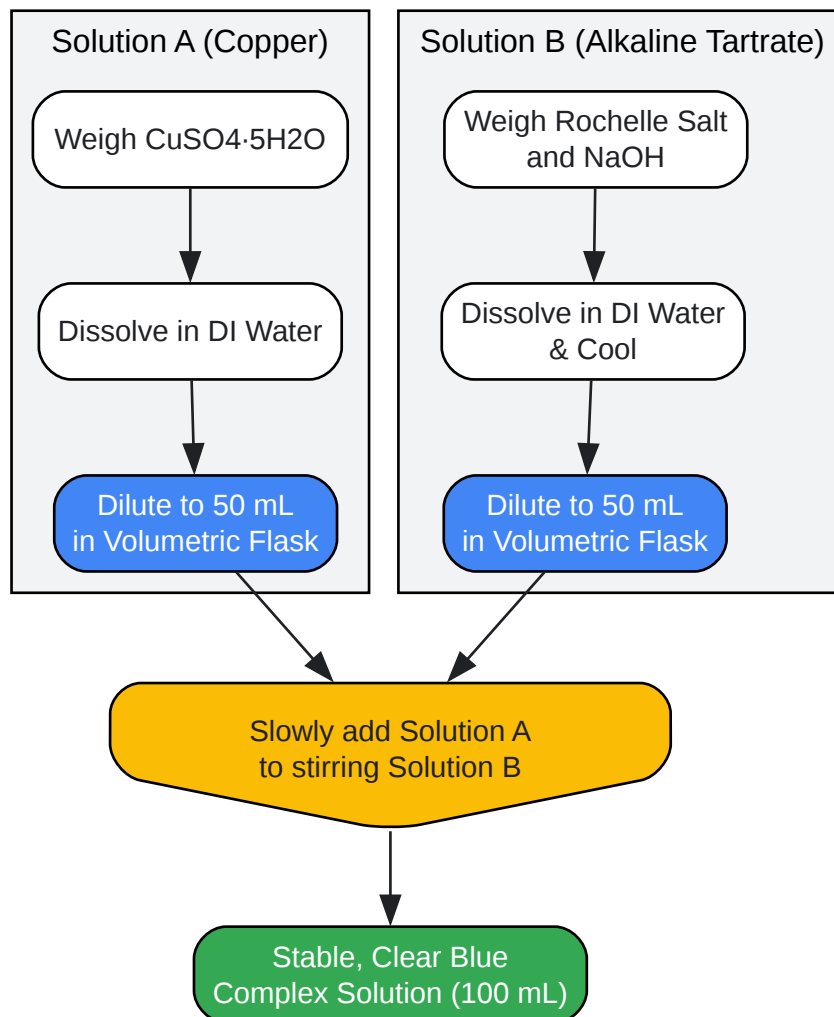 Solution A (Copper)
Weigh CuSO4·5H2O
Dissolve in DI Water
Dilute to 50 mL
in Volumetric Flask
Solution B (Alkaline Tartrate)
Weigh Rochelle Salt
and NaOH
Dissolve in DI Water
& Cool
Dilute to 50 mL
in Volumetric Flask
Slowly add Solution A
to stirring Solution B
Stable, Clear Blue
Complex Solution (100 mL)